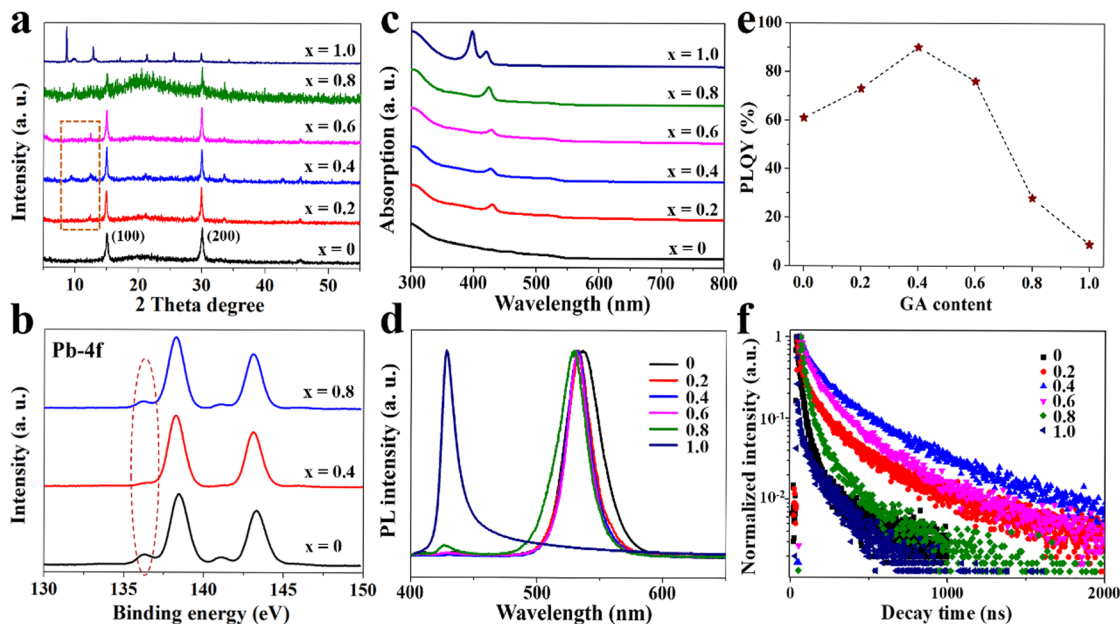 a
Intensity (a. u.)
x = 1.0
x = 0.8
x = 0.6
x = 0.4
x = 0.2
x = 0
(100)
(200)
5 15 25 35 45 55
2 Theta degree
b
Pb-4f
Intensity (a. u.)
x = 0.8
x = 0.4
x = 0
130 135 140 145 150
Binding energy (eV)
c
Absorption (a. u.)
x = 1.0
x = 0.8
x = 0.6
x = 0.4
x = 0.2
x = 0
300 400 500 600 700 800
Wavelength (nm)
d
PL intensity (a. u.)
0
0.2
0.4
0.6
0.8
1.0
400 500 600
Wavelength (nm)
e
PLQY (%)
100
80
60
40
20
0
0.0 0.2 0.4 0.6 0.8 1.0
GA content
f
Normalized intensity (a.u.)
1
10-1
10-2
0
0.2
0.4
0.6
0.8
1.0
0 1000 2000
Decay time (ns)